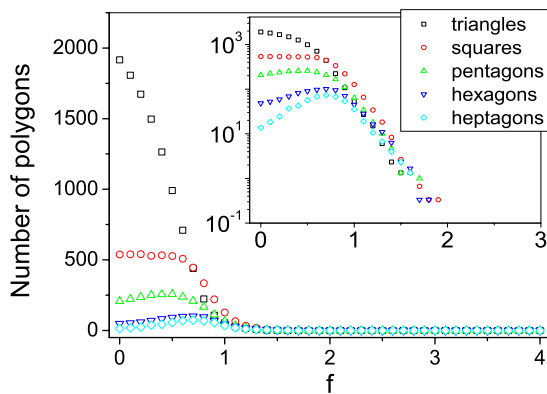 triangles
squares
pentagons
hexagons
heptagons
Number of polygons
2000
1500
1000
500
0
10^3
10^1
10^-1
0 1 2 3
0 1 2 3 4
f